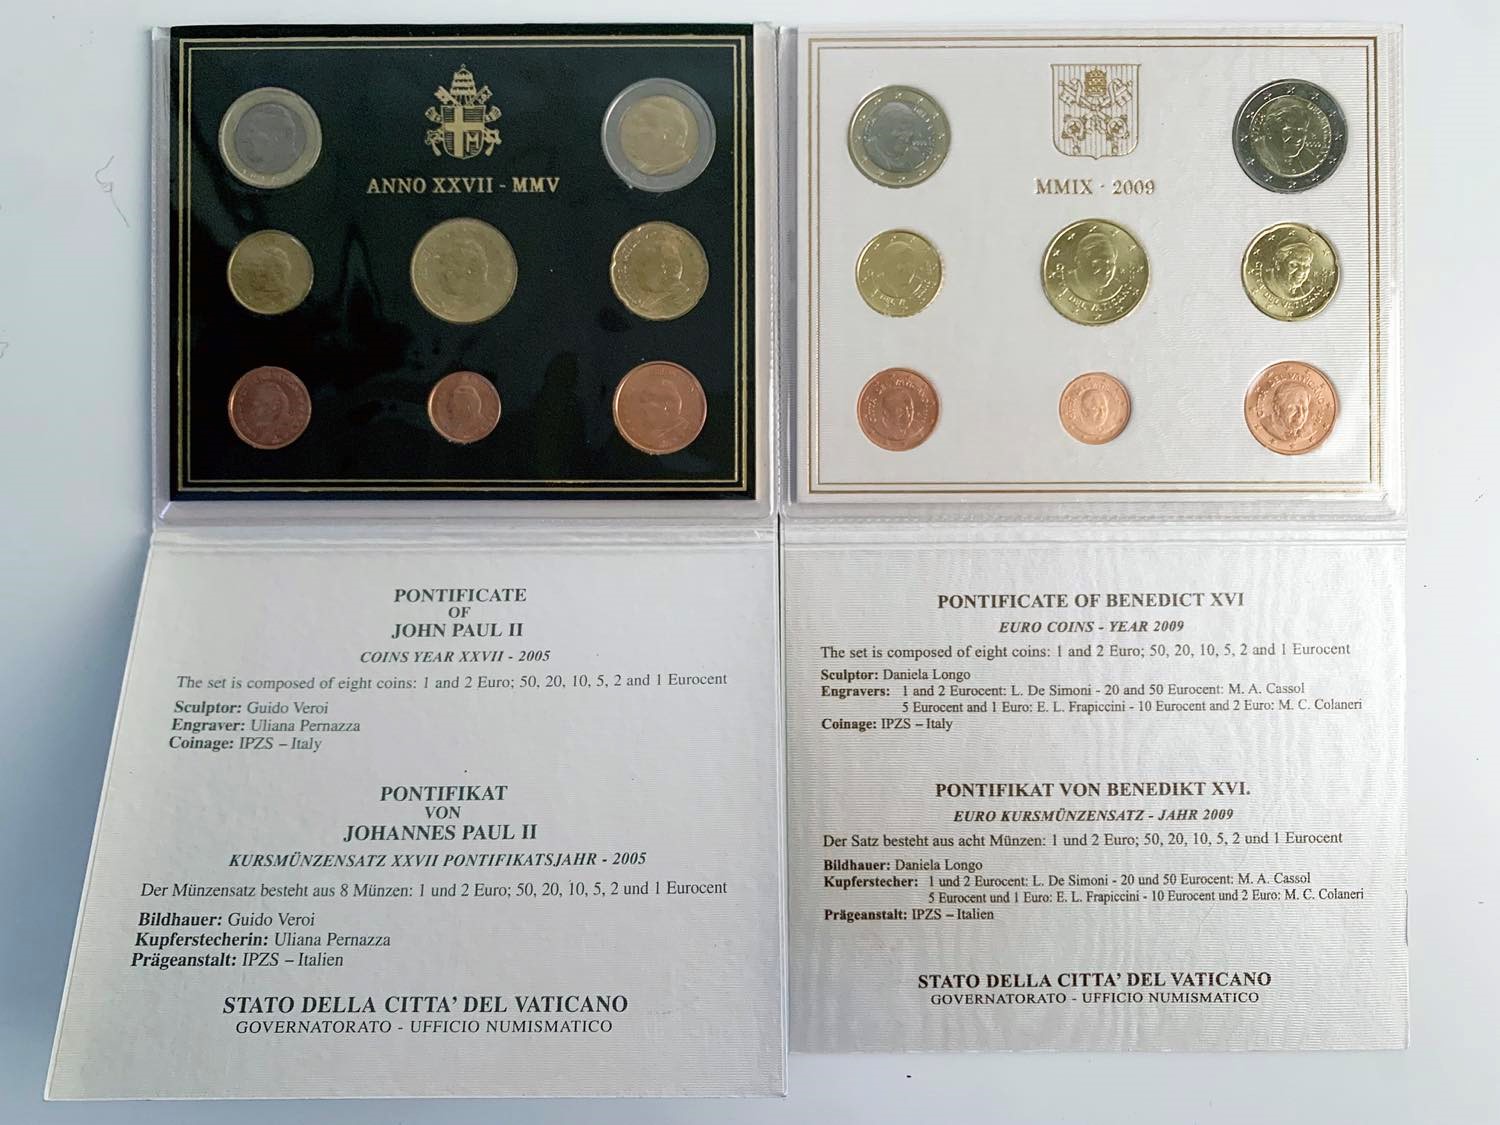 ANNO XXVII - MMV
PONTIFICATE
OF
JOHN PAUL II
COINS YEAR XXVII - 2005
The set is composed of eight coins: 1 and 2 Euro; 50, 20, 10, 5, 2 and 1 Eurocent
Sculptor: Guido Veroi
Engraver: Uliana Pernazza
Coinage: IPZS – Italy
PONTIFIKAT
VON
JOHANNES PAUL II
KURSMÜNZENSATZ XXVII PONTIFIKATSJAHR - 2005
Der Münzensatz besteht aus 8 Münzen: 1 und 2 Euro; 50, 20, 10, 5, 2 und 1 Eurocent
Bildhauer: Guido Veroi
Kupferstecherin: Uliana Pernazza
Prägeanstalt: IPZS – Italien
STATO DELLA CITTA' DEL VATICANO
GOVERNATORATO - UFFICIO NUMISMATICO
MMIX · 2009
PONTIFICATE OF BENEDICT XVI
EURO COINS - YEAR 2009
The set is composed of eight coins: 1 and 2 Euro; 50, 20, 10, 5, 2 and 1 Eurocent
Sculptor: Daniela Longo
Engravers: 1 and 2 Eurocent: L. De Simoni - 20 and 50 Eurocent: M. A. Cassol
5 Eurocent and 1 Euro: E. L. Frapiccini - 10 Eurocent and 2 Euro: M. C. Colaneri
Coinage: IPZS – Italy
PONTIFIKAT VON BENEDIKT XVI.
EURO KURSMÜNZENSATZ - JAHR 2009
Der Satz besteht aus acht Münzen: 1 und 2 Euro; 50, 20, 10, 5, 2 und 1 Eurocent
Bildhauer: Daniela Longo
Kupferstecher: 1 und 2 Eurocent: L. De Simoni - 20 und 50 Eurocent: M. A. Cassol
5 Eurocent und 1 Euro: E. L. Frapiccini - 10 Eurocent und 2 Euro: M. C. Colaneri
Prägeanstalt: IPZS – Italien
STATO DELLA CITTA' DEL VATICANO
GOVERNATORATO - UFFICIO NUMISMATICO